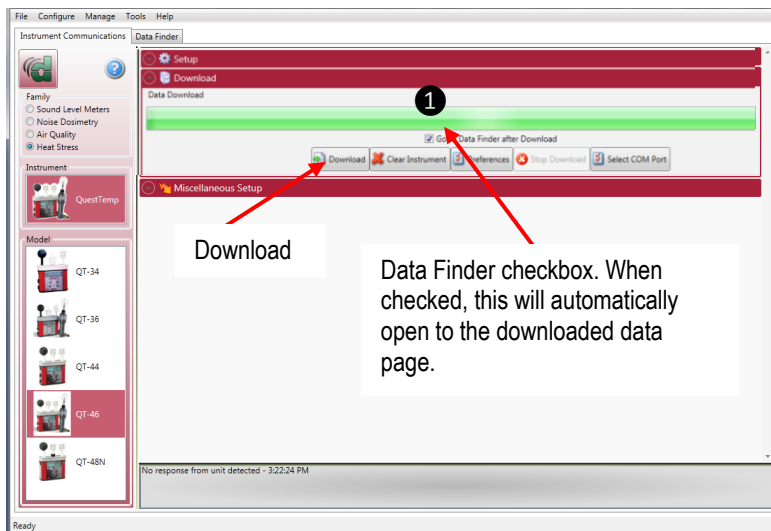 File Configure Manage Tools Help
Instrument Communications
Data Finder
?
Family
Sound Level Meters
Noise Dosimetry
Air Quality
Heat Stress
Instrument
QuestTemp
Model
QT-34
QT-36
QT-44
QT-46
QT-48N
Setup
Download
Data Download
1
Go Data Finder after Download
Download Clear Instrument Preferences Stop Download Select COM Port
Miscellaneous Setup
Download
Data Finder checkbox. When
checked, this will automatically
open to the downloaded data
page.
No response from unit detected - 3:22:24 PM
Ready